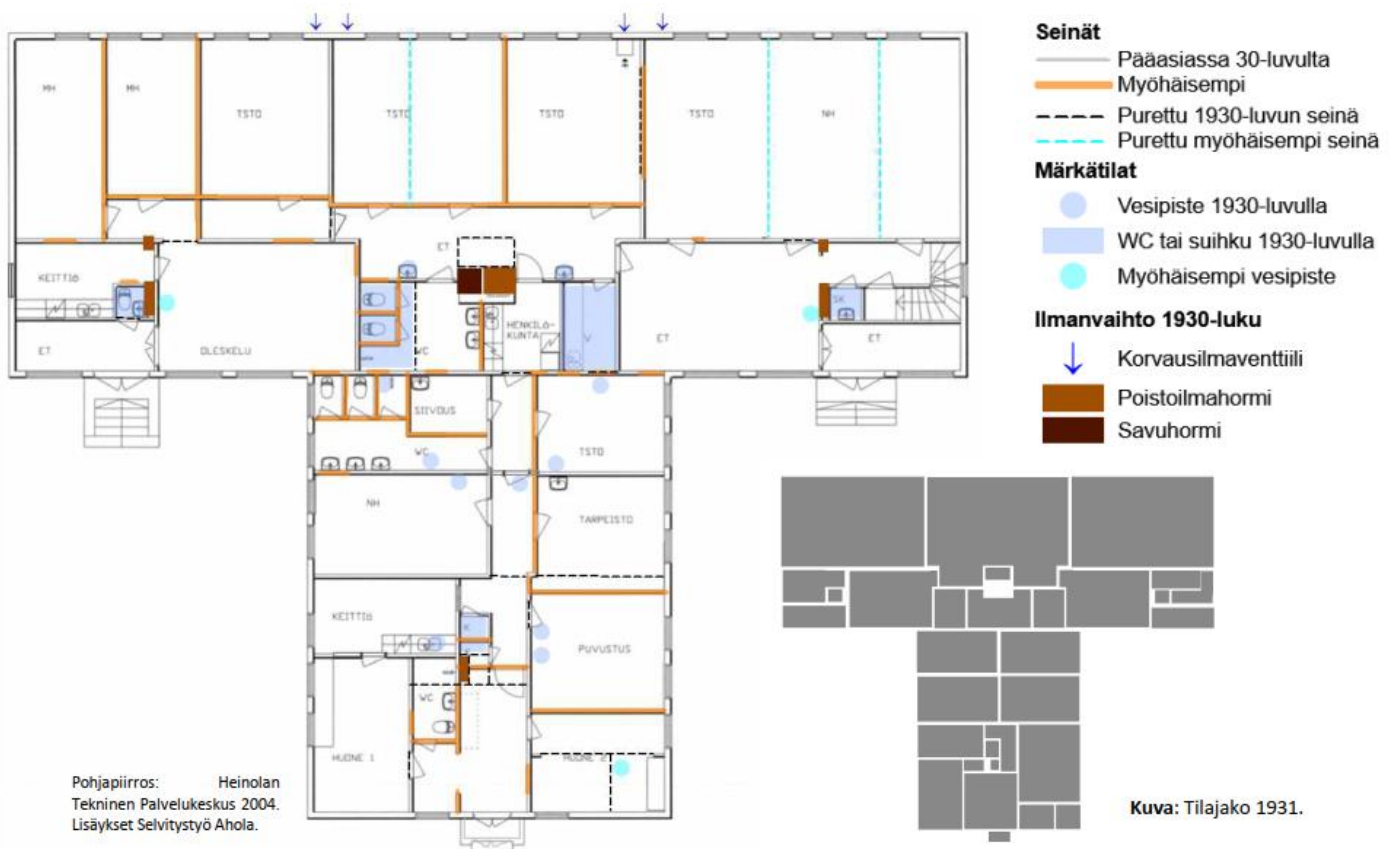 MH
MH
TSTO
TSTO
TSTO
TSTO
NH
KEITTIÖ
ET
OLESKELU
ET
WC
HENKILÖ-
KUNTA
V
ET
SK
ET
SIIVOUS
WC
TSTO
NH
TARPEISTO
KEITTIÖ
K
PUVUSTUS
WC
HUONE 1
HUONE 2
Pohjapiirros: Heinolan
Tekninen Palvelukeskus 2004.
Lisäykset Selvitystyö Ahola.
Seinät
Pääasiassa 30-luvulta
Myöhäisempi
Purettu 1930-luvun seinä
Purettu myöhäisempi seinä
Märkätilat
Vesipiste 1930-luvulla
WC tai suihku 1930-luvulla
Myöhäisempi vesipiste
Ilmanvaihto 1930-luku
Korvausilmaventtiili
Poistoilmahormi
Savuhormi
Kuva: Tilajako 1931.